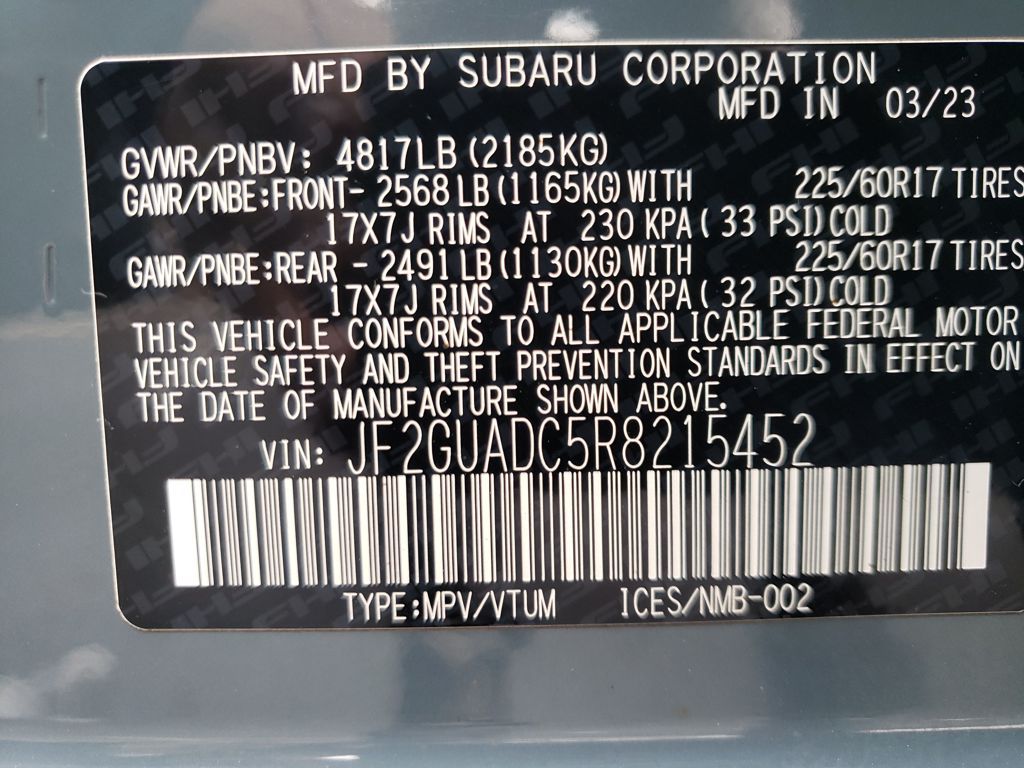 MFD BY SUBARU CORPORATION
MFD IN 03/23
GVWR/PNBV: 4817LB (2185KG)
GAWR/PNBE:FRONT- 2568 LB (1165KG) WITH 225/60R17 TIRES
17X7J RIMS AT 230 KPA ( 33 PSI) COLD
GAWR/PNBE:REAR - 2491 LB (1130KG) WITH 225/60R17 TIRES
17X7J RIMS AT 220 KPA ( 32 PSI) COLD
THIS VEHICLE CONFORMS TO ALL APPLICABLE FEDERAL MOTOR
VEHICLE SAFETY AND THEFT PREVENTION STANDARDS IN EFFECT ON
THE DATE OF MANUFACTURE SHOWN ABOVE.
VIN: JF2GUADC5R8215452
TYPE:MPV/VTUM ICES/NMB-002